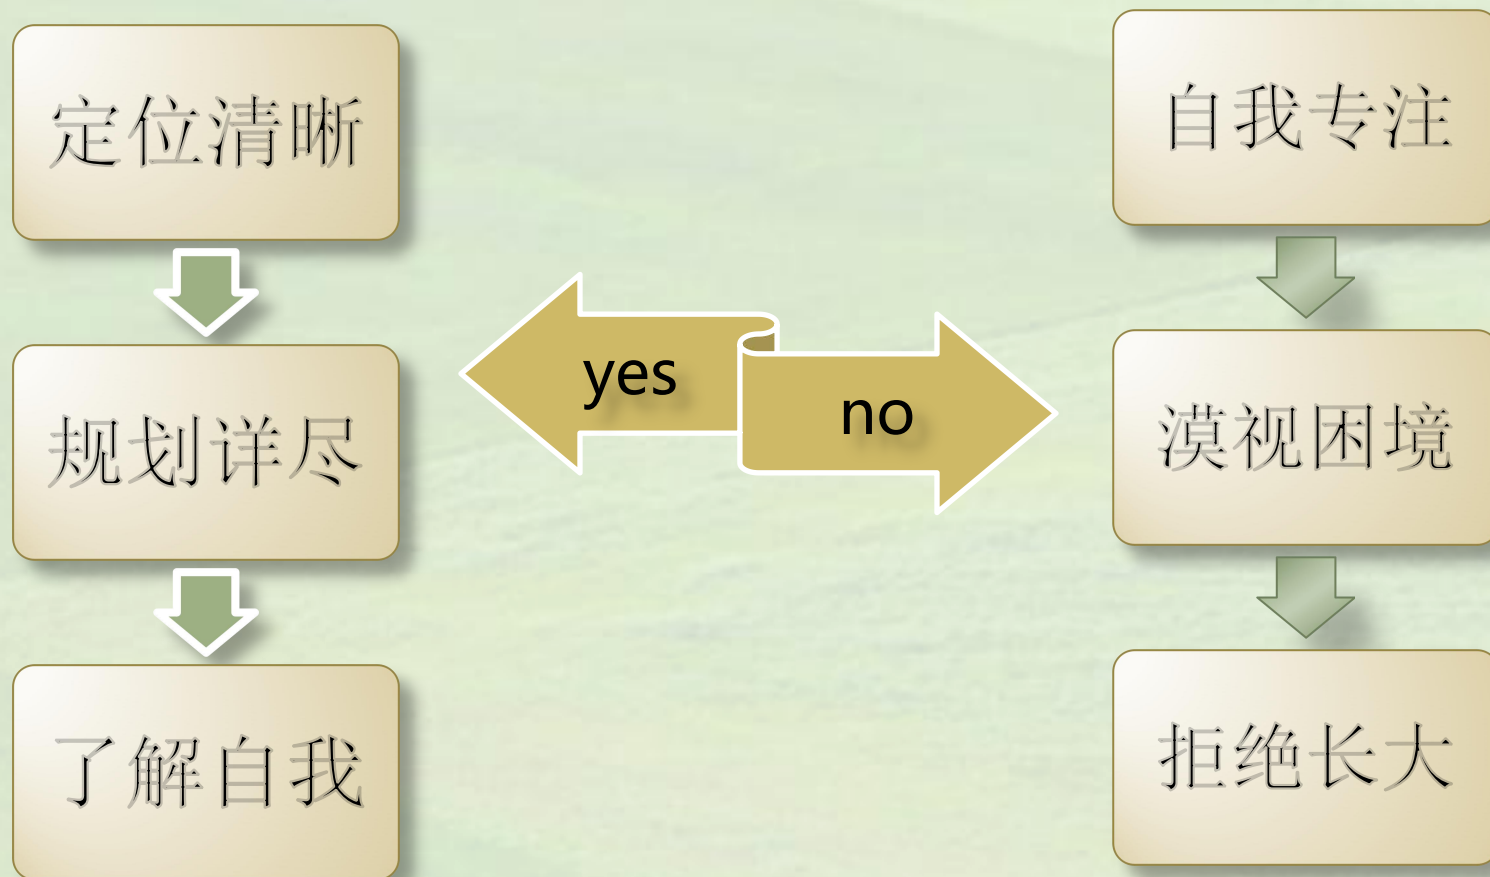 定位清晰
规划详尽
了解自我
yes
no
自我专注
漠视困境
拒绝长大